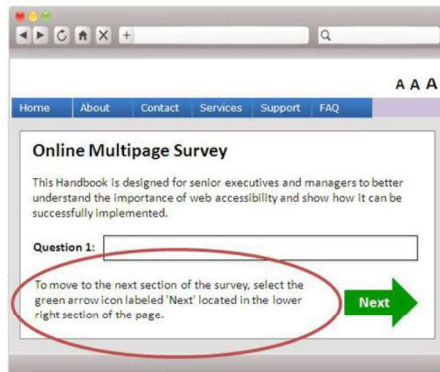 A A A
Home About Contact Services Support FAQ
Online Multipage Survey
This Handbook is designed for senior executives and managers to better
understand the importance of web accessibility and show how it can be
successfully implemented.
Question 1:
To move to the next section of the survey, select the
green arrow icon labeled 'Next' located in the lower
right section of the page.
Next